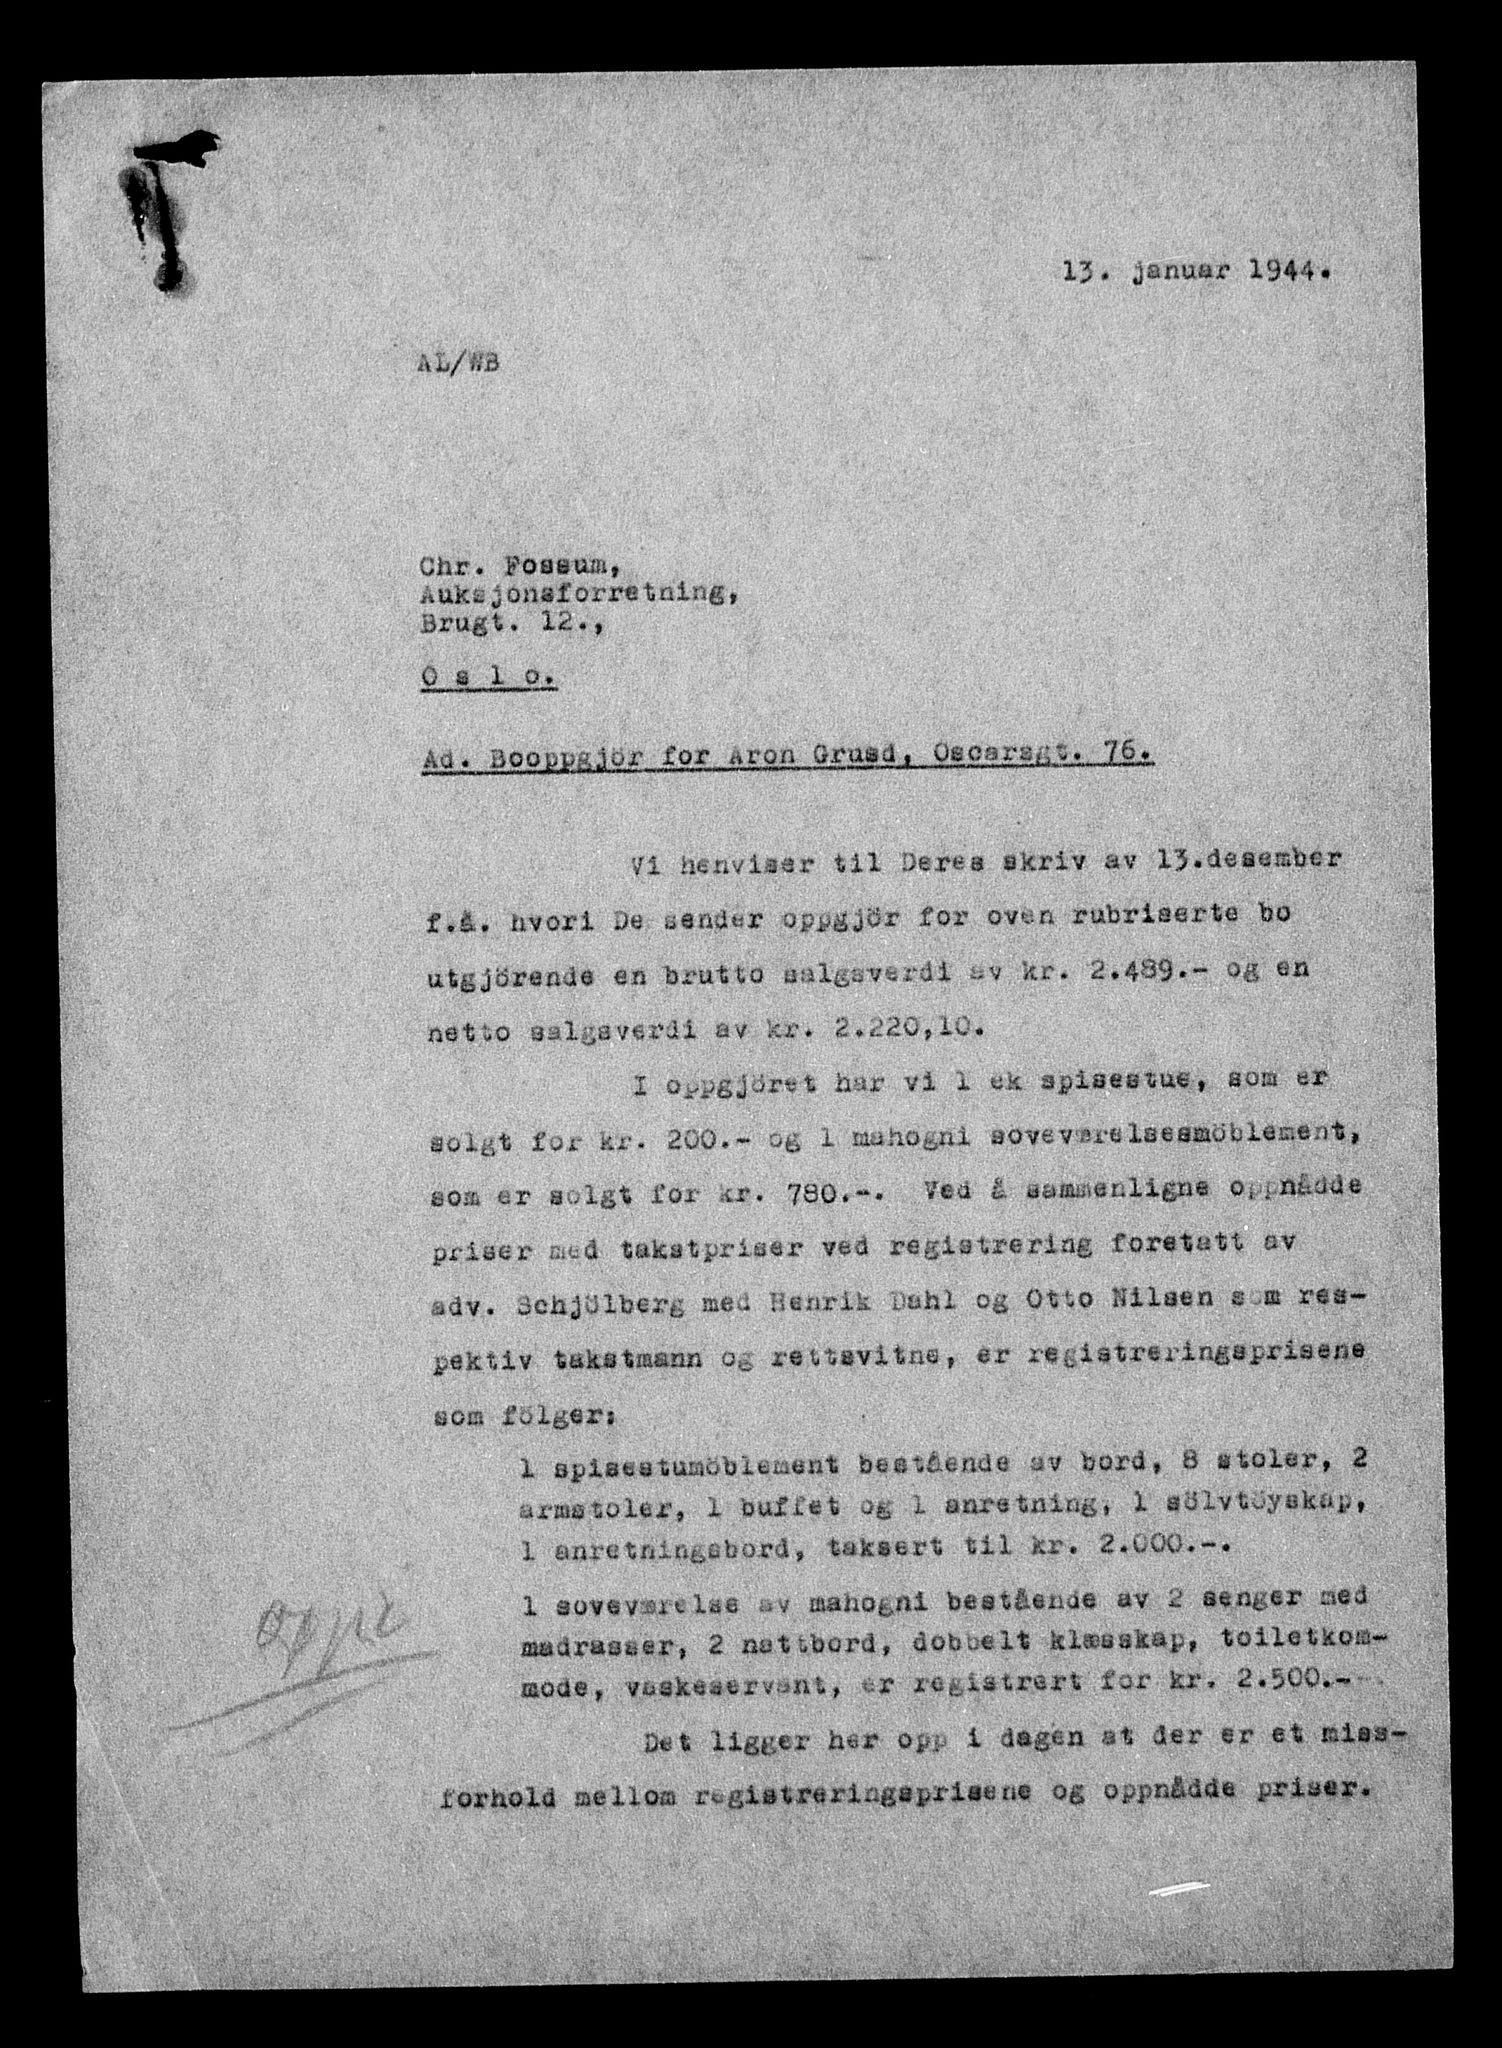 13. januar 1944.
AL/WB
Chr. Fossum,
Auksjonsforretning,
Brugt. 12.,
O s l o.
Ad. Booppgjör for Aron Grusd, Oscarsgt. 76.
Vi henviser til Deres skriv av 13.desember
f.å. hvori De sender oppgjör for oven rubriserte bo
utgjörende en brutto salgsverdi av kr. 2.489.- og en
netto salgsverdi av kr. 2.220,10.
I oppgjöret har vi 1 ek spisestue, som er
solgt for kr. 200.- og 1 mahogni soveværelsesmöblement,
som er solgt for kr. 780.-. Ved å sammenligne oppnådde
priser med takstpriser ved registrering foretatt av
adv. Schjölberg med Henrik Dahl og Otto Nilsen som res-
pektiv takstmann og rettsvitne, er registreringsprisene
som fölger:
1 spisestumöblement bestående av bord, 8 stoler, 2
armstoler, 1 buffet og 1 anretning, 1 sölvtöyskap,
1 anretningsbord, taksert til kr. 2.000.-.
1 soveværelse av mahogni bestående av 2 senger med
madrasser, 2 nattbord, dobbelt klæsskap, toiletkom-
mode, vaskeservant, er registrert for kr. 2.500.-
Det ligger her opp i dagen at der er et miss-
forhold mellom registreringsprisene og oppnådde priser.